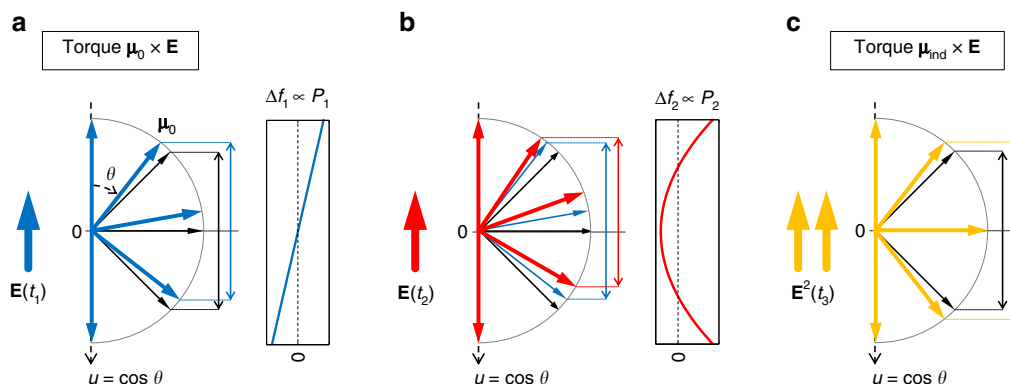 a
Torque μ₀ × E
Δf₁ ∝ P₁
μ₀
θ
0
E(t₁)
0
u = cos θ
b
Δf₂ ∝ P₂
0
E(t₂)
0
u = cos θ
c
Torque μ_ind × E
0
E²(t₃)
u = cos θ